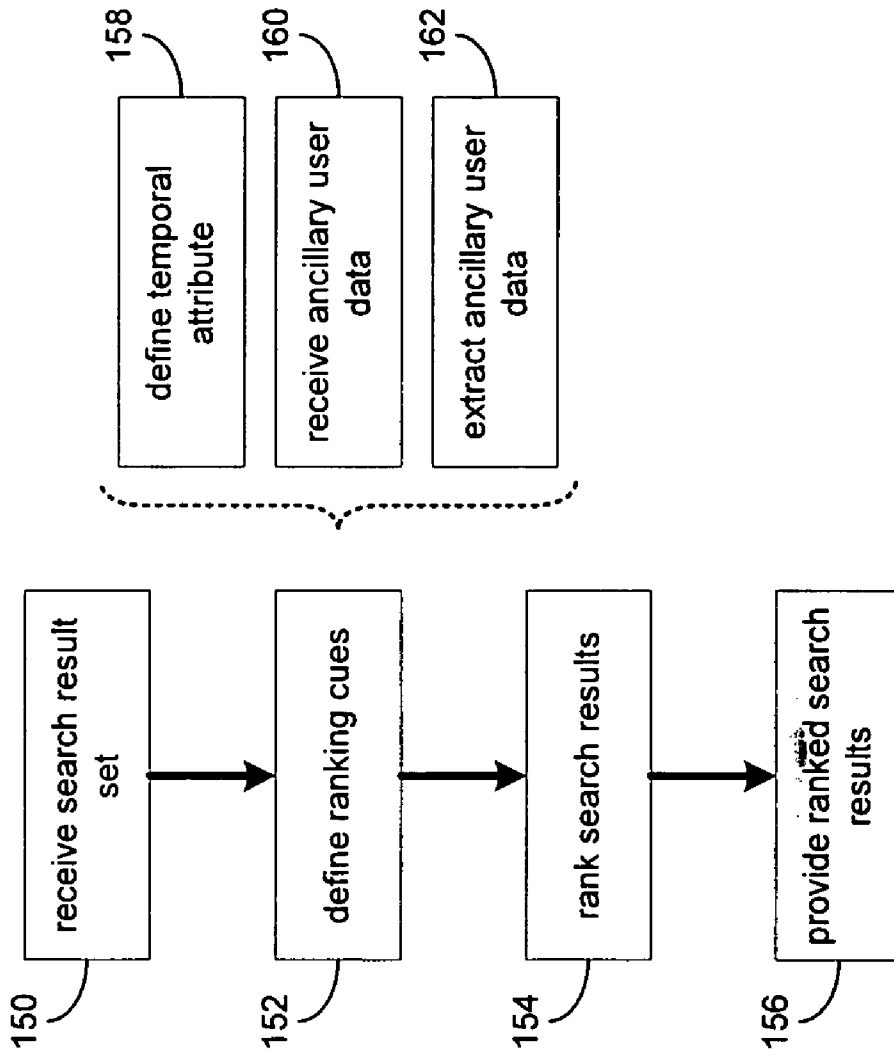 150
receive search result
set
152
define ranking cues
154
rank search results
156
provide ranked search
results
158
define temporal
attribute
160
receive ancillary user
data
162
extract ancillary user
data